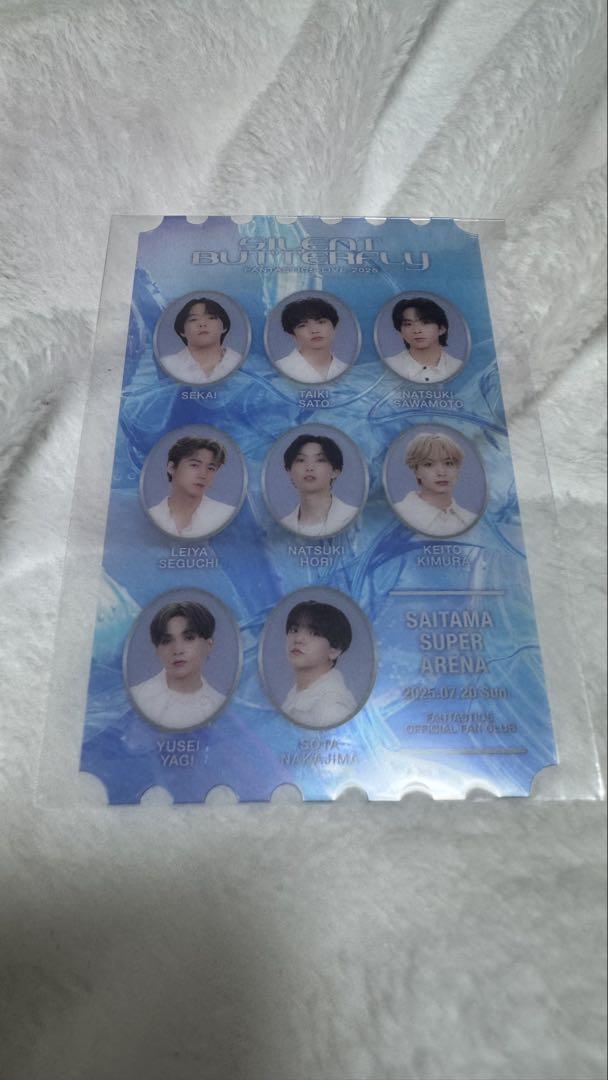 SILENT
BUTTERFLY
FANTASTICS LIVE 2025
SEKAI
TAIKI
SATO
NATSUKI
SAWAMOTO
LEIYA
SEGUCHI
NATSUKI
HORI
KEITO
KIMURA
YUSEI
YAGI
SOTA
NAKAJIMA
SAITAMA
SUPER
ARENA
2025.07.20 Sun
FANTASTICS
OFFICIAL FAN CLUB